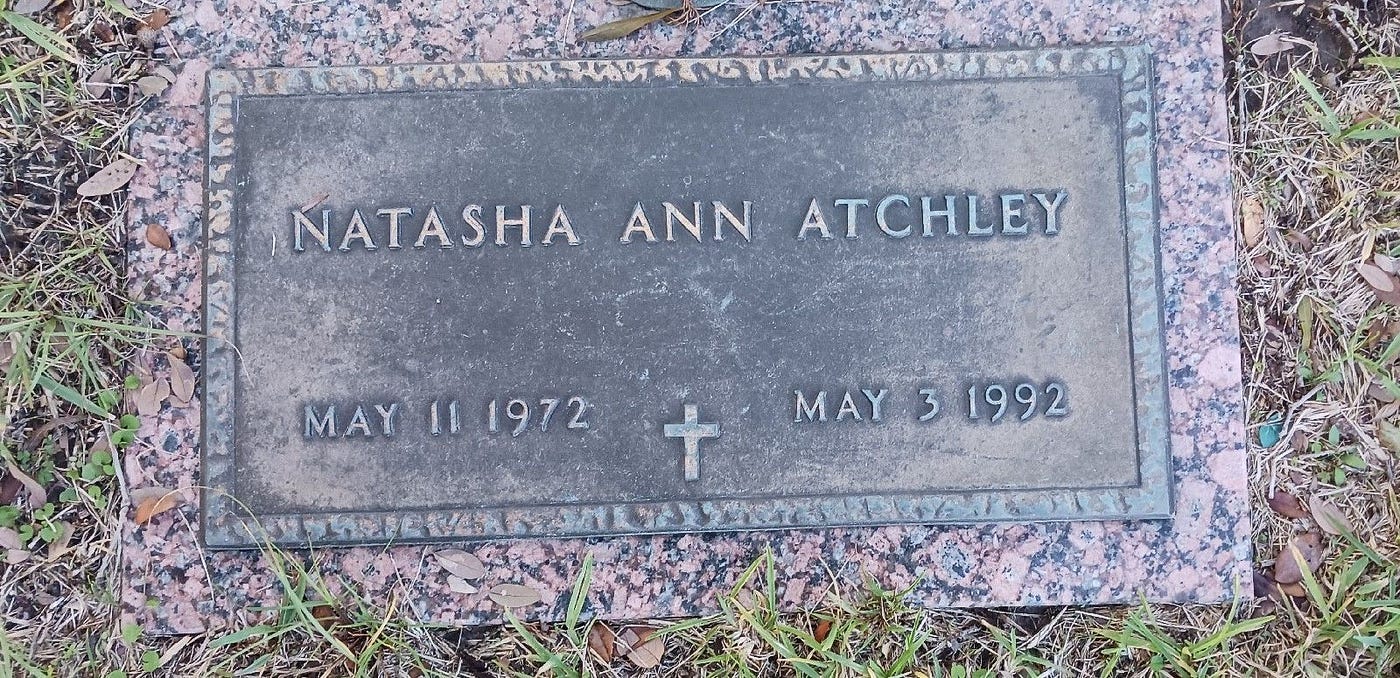 NATASHA ANN ATCHLEY
MAY 11 1972 MAY 3 1992